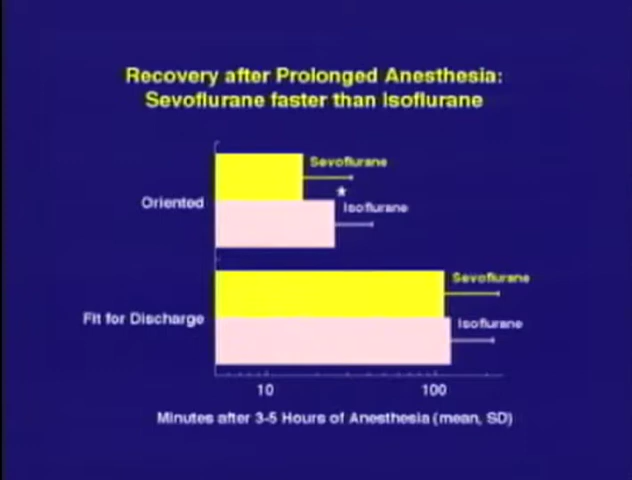 Recovery after Prolonged Anesthesia:
Sevoflurane faster than Isoflurane
Sevoflurane
*
Oriented
Isoflurane
Sevoflurane
Fit for Discharge
Isoflurane
10 100
Minutes after 3-5 Hours of Anesthesia (mean, SD)